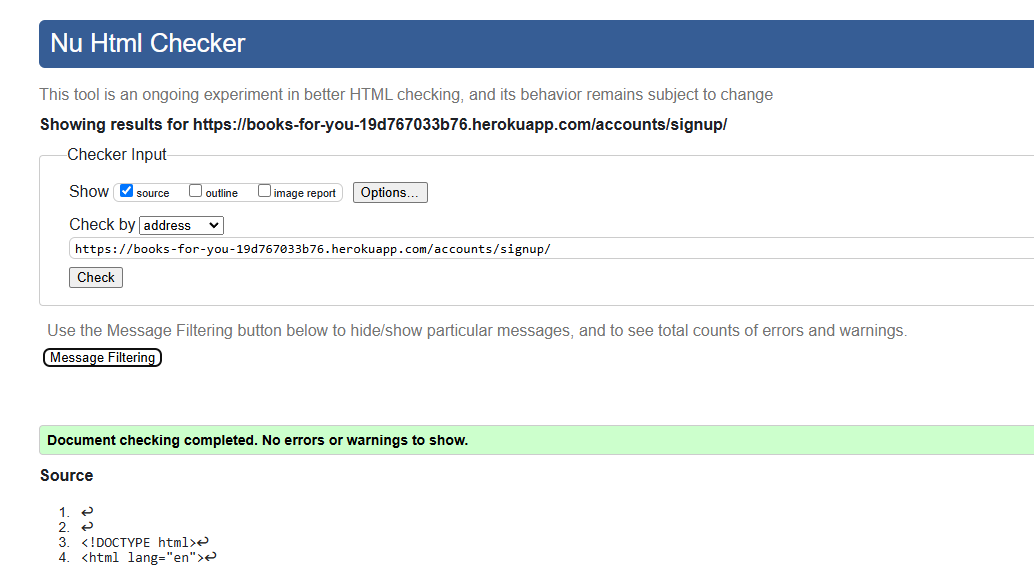 Nu Html Checker
This tool is an ongoing experiment in better HTML checking, and its behavior remains subject to change
Showing results for https://books-for-you-19d767033b76.herokuapp.com/accounts/signup/
Checker Input
Show source outline image report Options...
Check by address
https://books-for-you-19d767033b76.herokuapp.com/accounts/signup/
Check
Use the Message Filtering button below to hide/show particular messages, and to see total counts of errors and warnings.
Message Filtering
Document checking completed. No errors or warnings to show.
Source
1. ↩
2. ↩
3. <!DOCTYPE html>↩
4. <html lang="en">↩